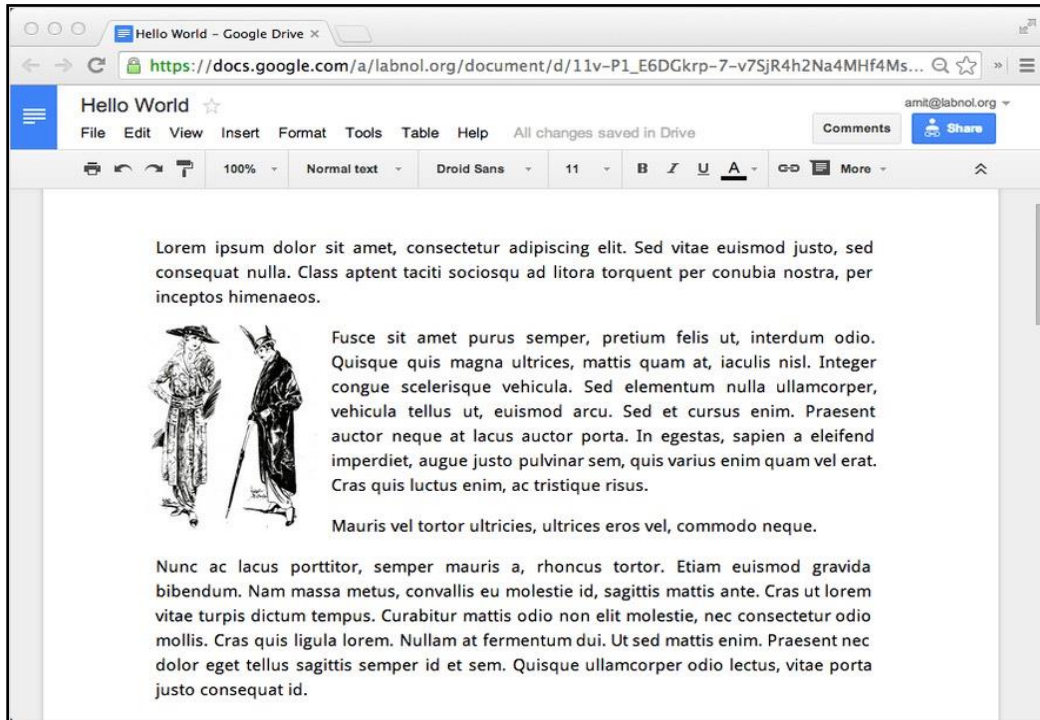 Hello World – Google Drive ×
https://docs.google.com/a/labnol.org/document/d/11v-P1_E6DGkrp-7-v7SjR4h2Na4MHf4Ms...
Hello World
amit@labnol.org
File Edit View Insert Format Tools Table Help All changes saved in Drive
Comments Share
100% Normal text Droid Sans 11 B I U A More
Lorem ipsum dolor sit amet, consectetur adipiscing elit. Sed vitae euismod justo, sed
consequat nulla. Class aptent taciti sociosqu ad litora torquent per conubia nostra, per
inceptos himenaeos.
Fusce sit amet purus semper, pretium felis ut, interdum odio.
Quisque quis magna ultrices, mattis quam at, iaculis nisl. Integer
congue scelerisque vehicula. Sed elementum nulla ullamcorper,
vehicula tellus ut, euismod arcu. Sed et cursus enim. Praesent
auctor neque at lacus auctor porta. In egestas, sapien a eleifend
imperdiet, augue justo pulvinar sem, quis varius enim quam vel erat.
Cras quis luctus enim, ac tristique risus.
Mauris vel tortor ultricies, ultrices eros vel, commodo neque.
Nunc ac lacus porttitor, semper mauris a, rhoncus tortor. Etiam euismod gravida
bibendum. Nam massa metus, convallis eu molestie id, sagittis mattis ante. Cras ut lorem
vitae turpis dictum tempus. Curabitur mattis odio non elit molestie, nec consectetur odio
mollis. Cras quis ligula lorem. Nullam at fermentum dui. Ut sed mattis enim. Praesent nec
dolor eget tellus sagittis semper id et sem. Quisque ullamcorper odio lectus, vitae porta
justo consequat id.